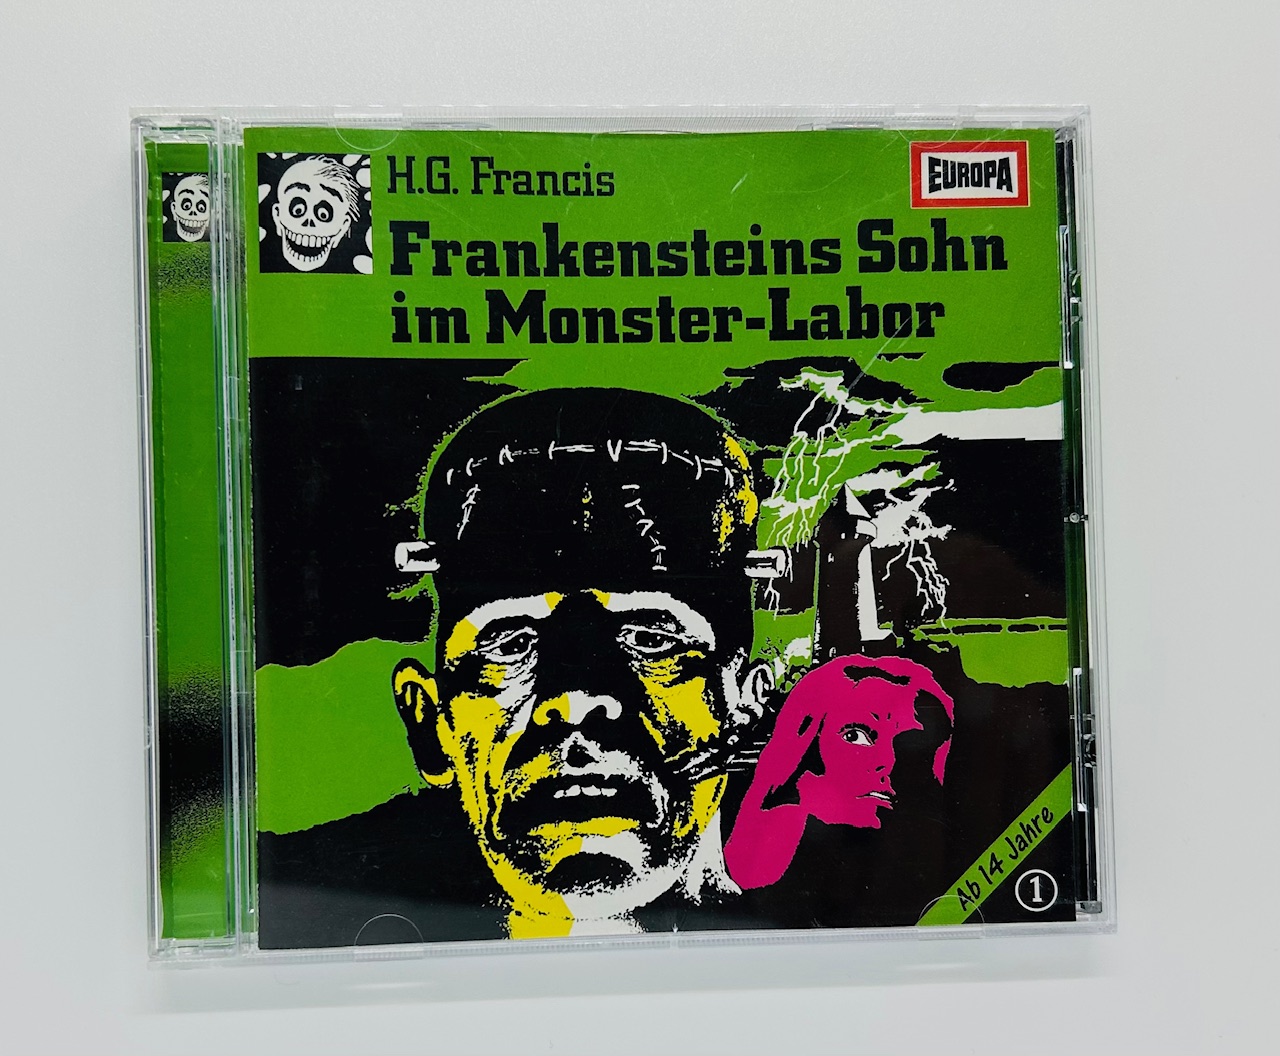 H.G. Francis
EUROPA
Frankensteins Sohn
im Monster-Labor
Ab 14 Jahre
1